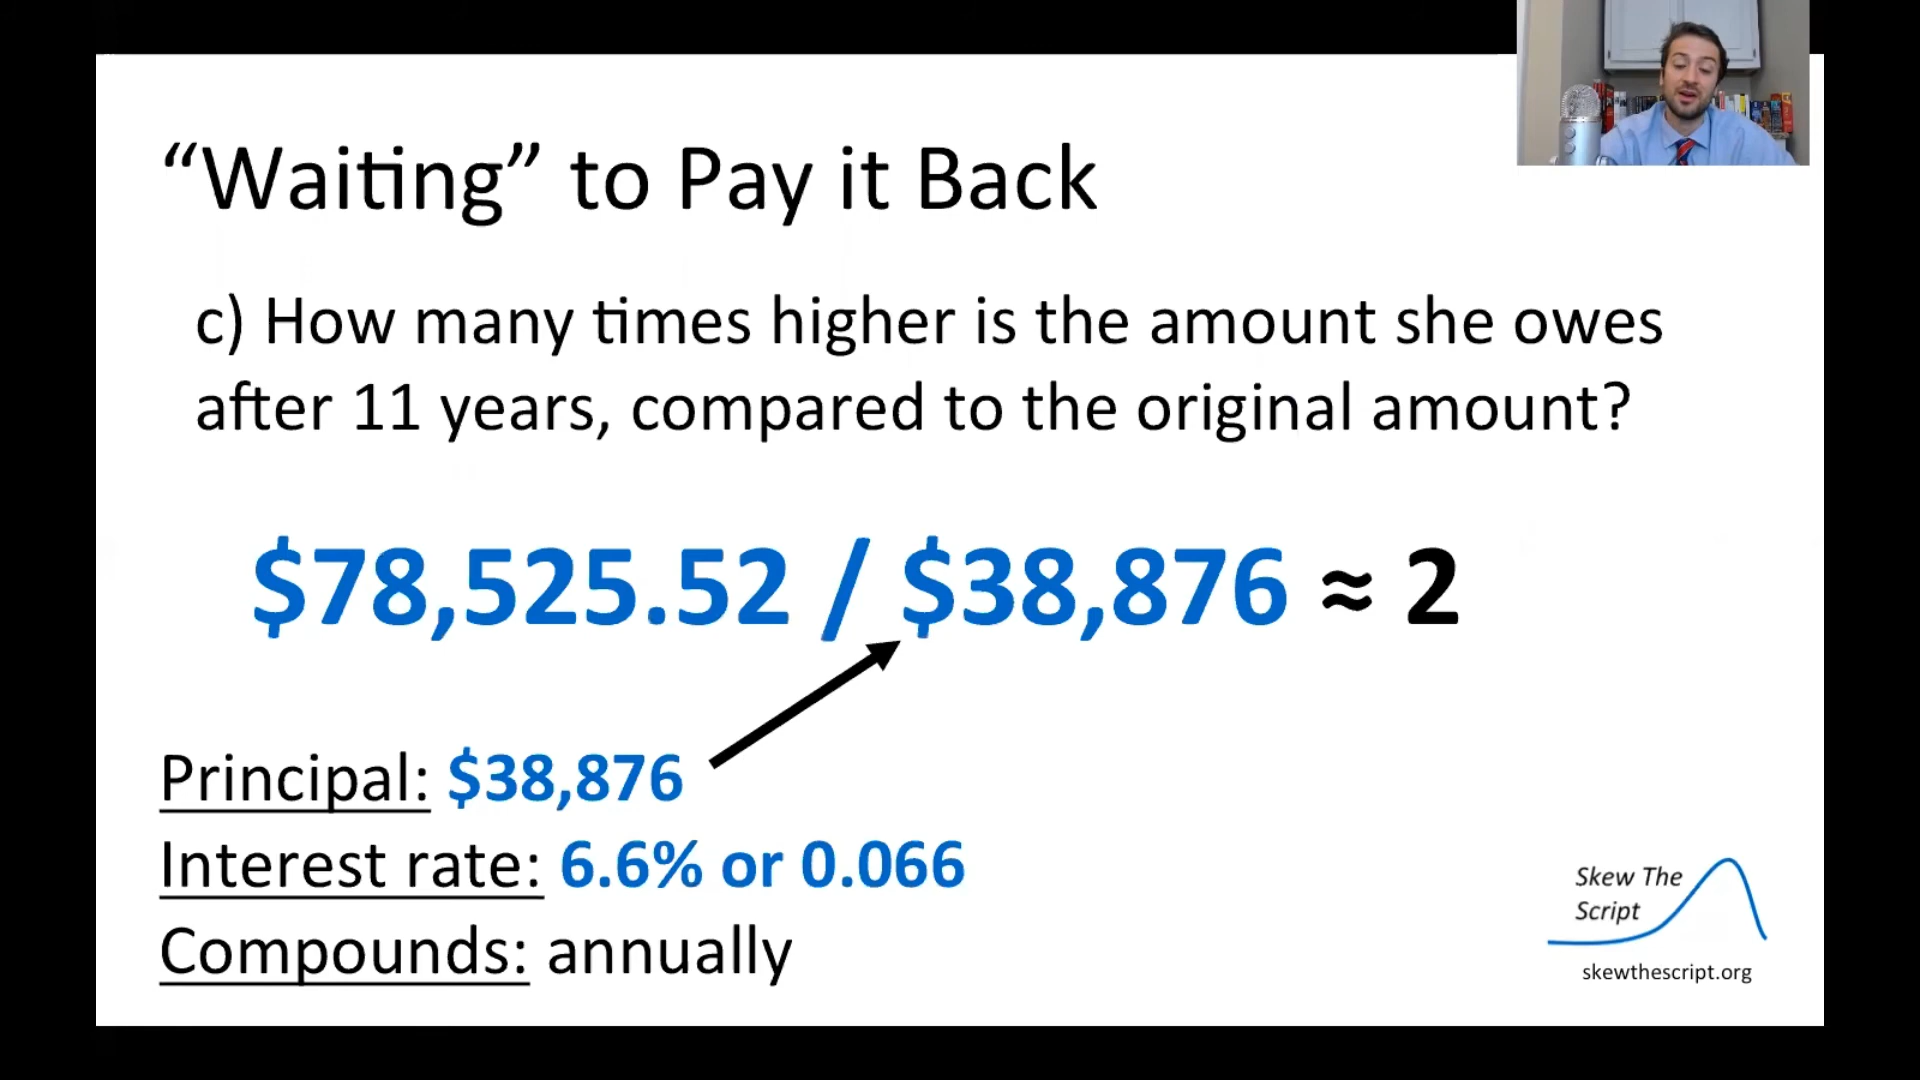 “Waiting” to Pay it Back
c) How many times higher is the amount she owes
after 11 years, compared to the original amount?
$78,525.52 / $38,876 ≈ 2
Principal: $38,876
Interest rate: 6.6% or 0.066
Compounds: annually
Skew The
Script
skewthescript.org